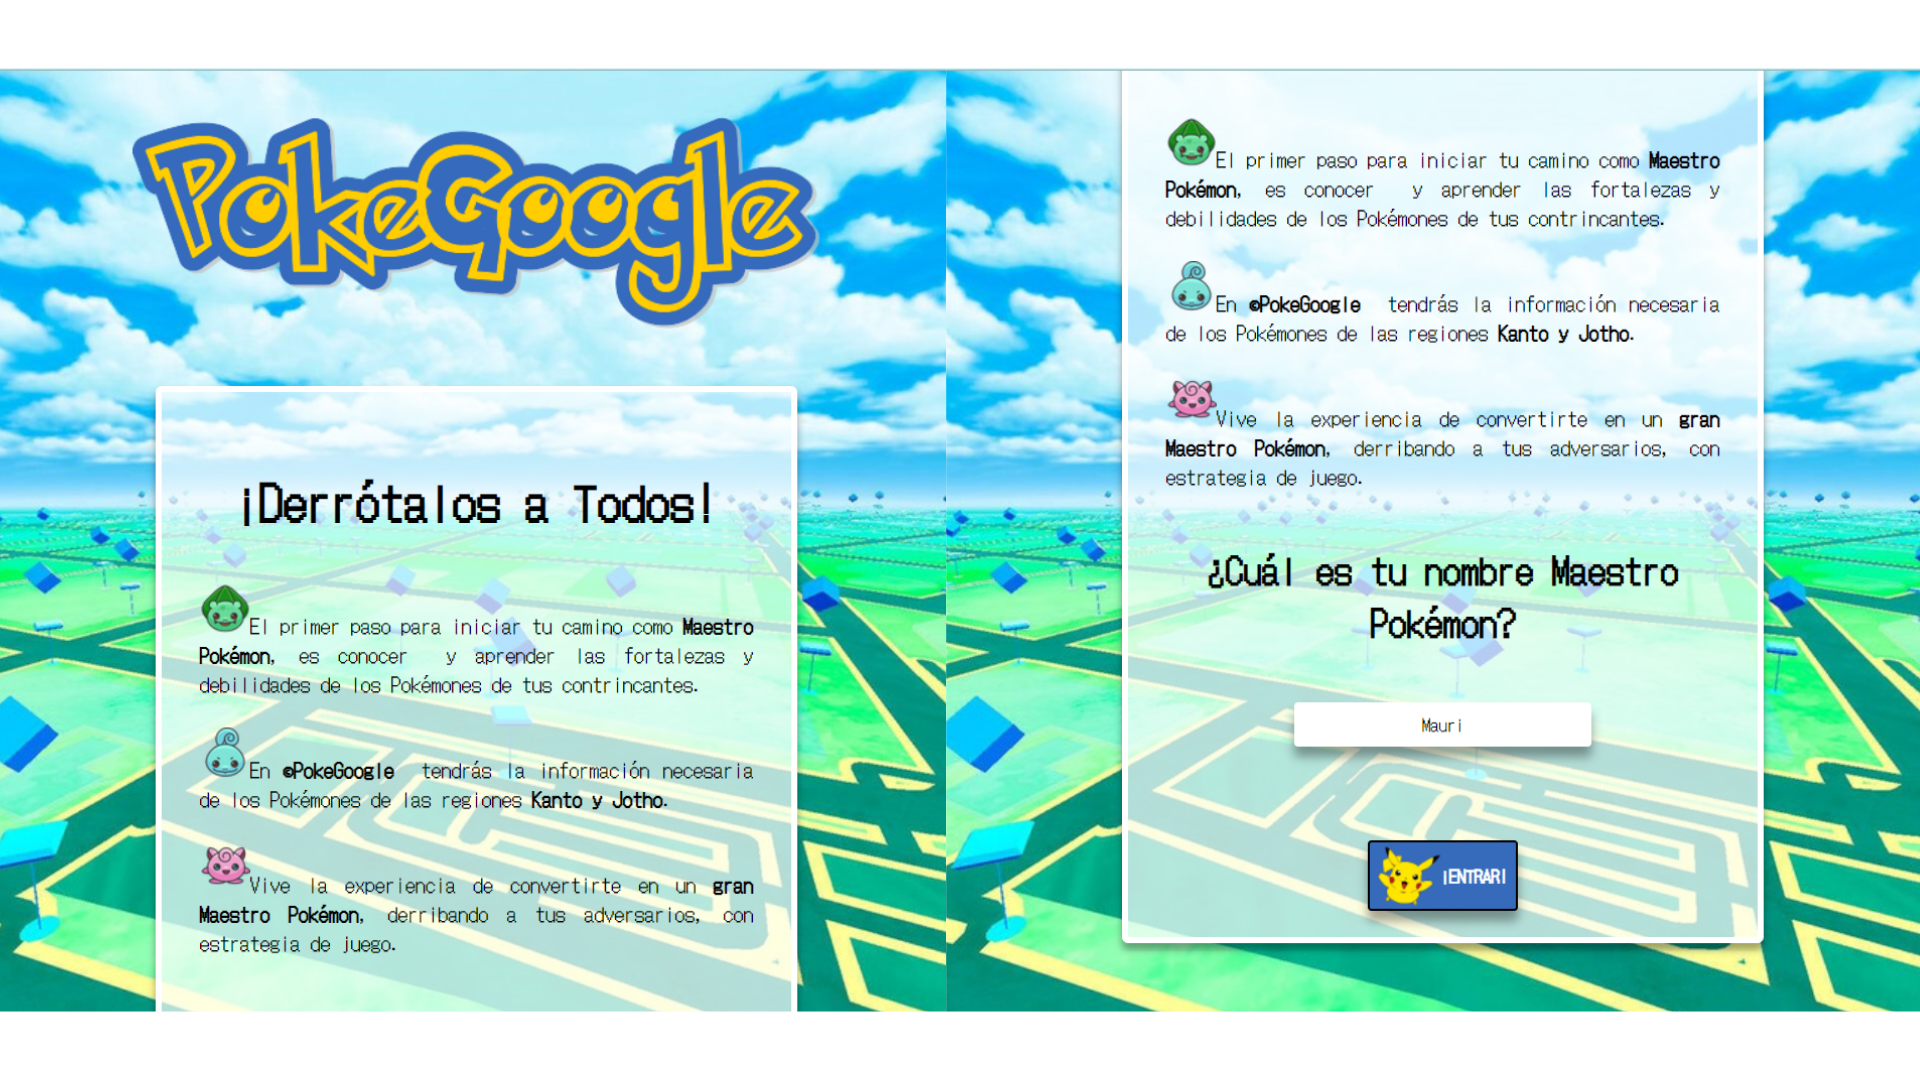 PokeGoogle
¡Derrótalos a Todos!
El primer paso para iniciar tu camino como Maestro
Pokémon, es conocer y aprender las fortalezas y
debilidades de los Pokémones de tus contrincantes.
En ©PokeGoogle tendrás la información necesaria
de los Pokémones de las regiones Kanto y Jotho.
Vive la experiencia de convertirte en un gran
Maestro Pokémon, derribando a tus adversarios, con
estrategia de juego.
El primer paso para iniciar tu camino como Maestro
Pokémon, es conocer y aprender las fortalezas y
debilidades de los Pokémones de tus contrincantes.
En ©PokeGoogle tendrás la información necesaria
de los Pokémones de las regiones Kanto y Jotho.
Vive la experiencia de convertirte en un gran
Maestro Pokémon, derribando a tus adversarios, con
estrategia de juego.
¿Cuál es tu nombre Maestro
Pokémon?
Mauri
¡ENTRAR!